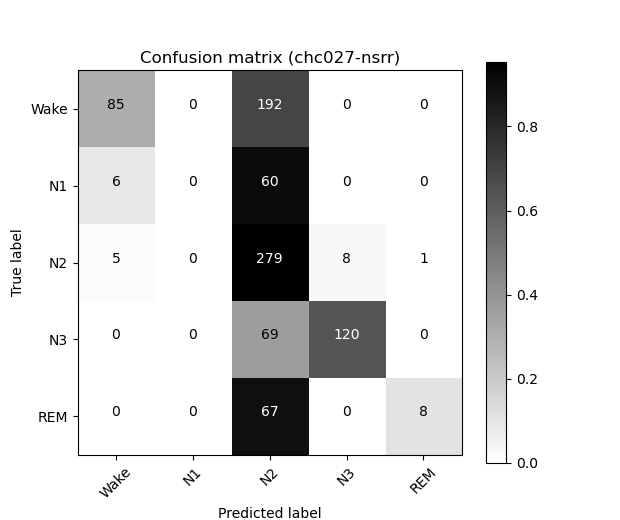 Confusion matrix (chc027-nsrr)
Wake 85 0 192 0 0
N1 6 0 60 0 0
N2 5 0 279 8 1
N3 0 0 69 120 0
REM 0 0 67 0 8
Wake N1 N2 N3 REM
Predicted label
True label
0.8
0.6
0.4
0.2
0.0